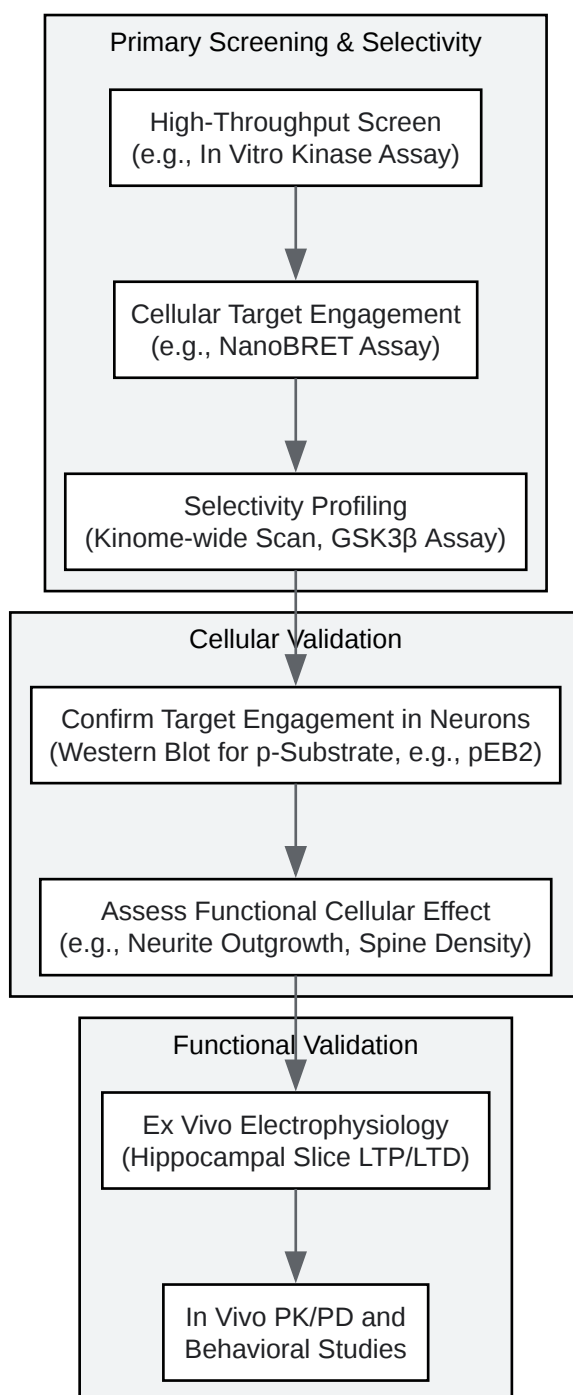 Primary Screening & Selectivity
High-Throughput Screen
(e.g., In Vitro Kinase Assay)
Cellular Target Engagement
(e.g., NanoBRET Assay)
Selectivity Profiling
(Kinome-wide Scan, GSK3β Assay)
Cellular Validation
Confirm Target Engagement in Neurons
(Western Blot for p-Substrate, e.g., pEB2)
Assess Functional Cellular Effect
(e.g., Neurite Outgrowth, Spine Density)
Functional Validation
Ex Vivo Electrophysiology
(Hippocampal Slice LTP/LTD)
In Vivo PK/PD and
Behavioral Studies